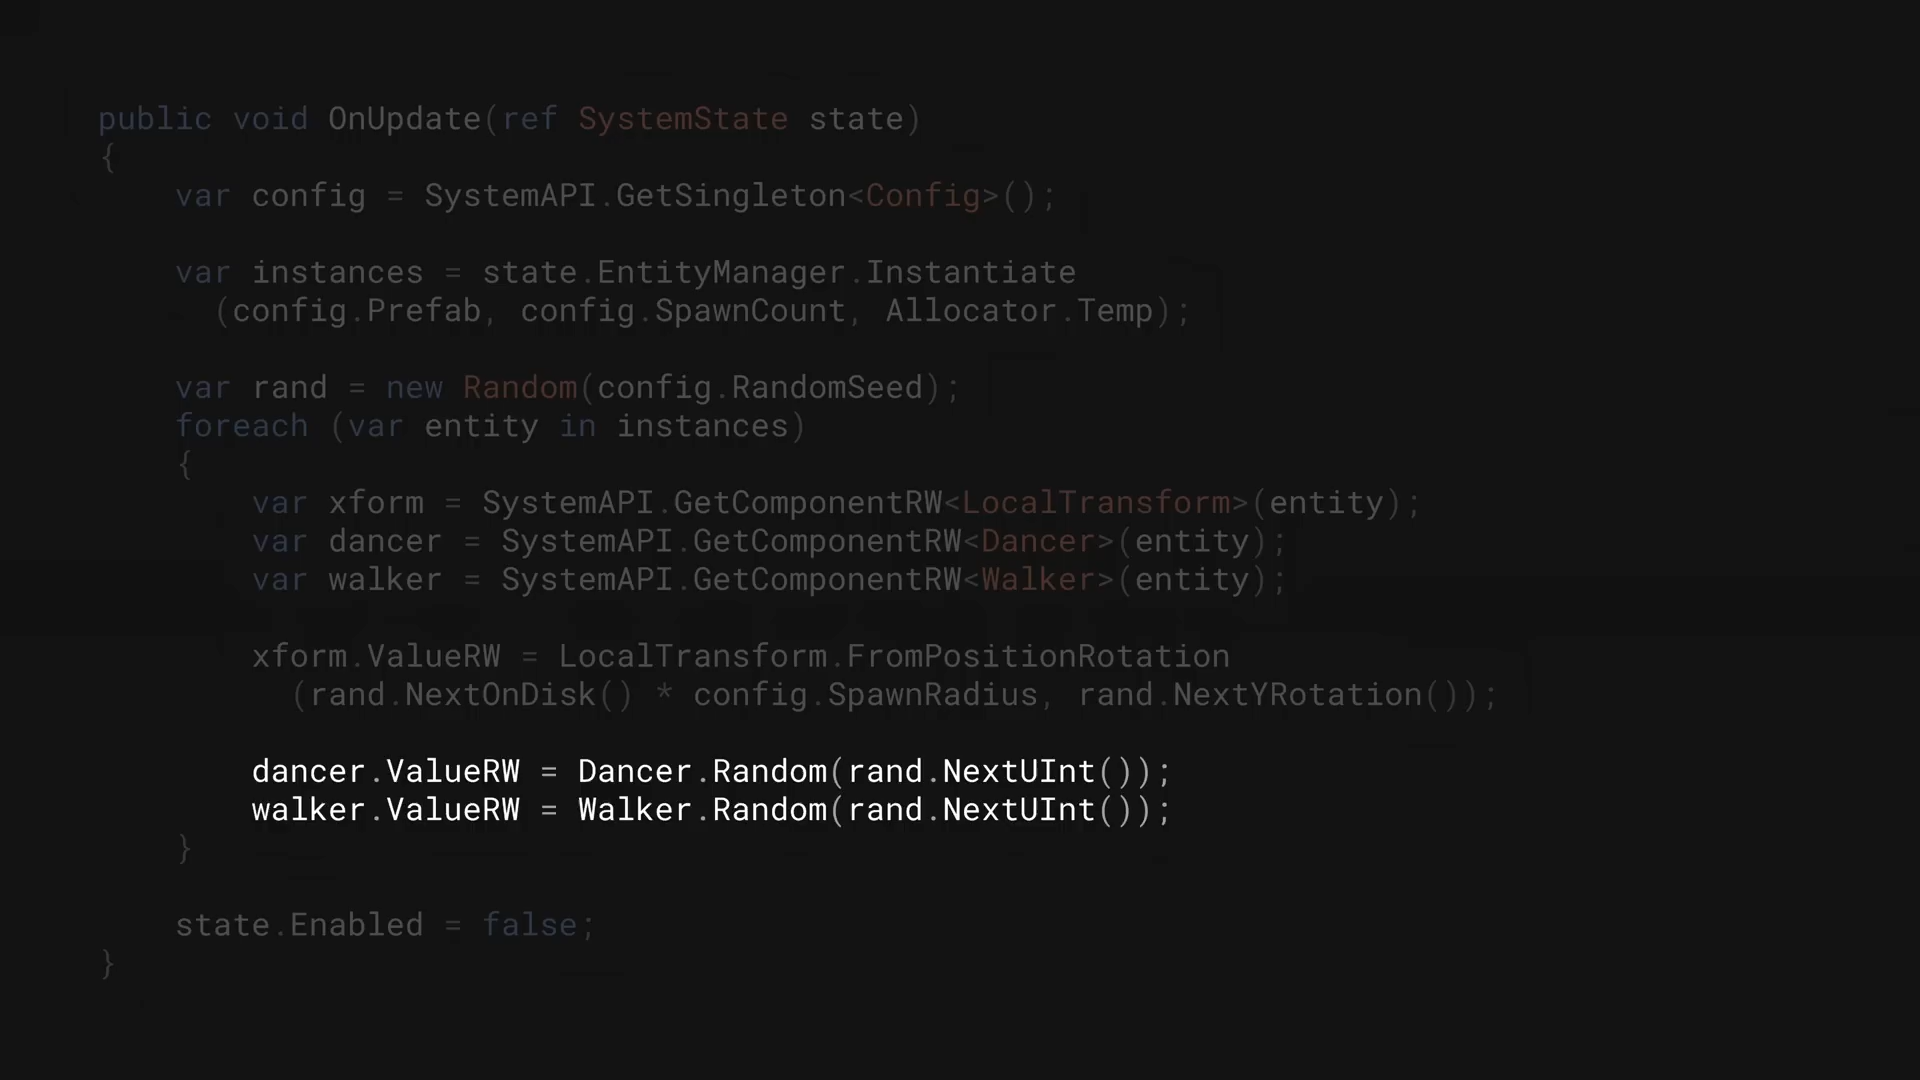 public void OnUpdate(ref SystemState state)
{
    var config = SystemAPI.GetSingleton<Config>();

    var instances = state.EntityManager.Instantiate
      (config.Prefab, config.SpawnCount, Allocator.Temp);

    var rand = new Random(config.RandomSeed);
    foreach (var entity in instances)
    {
        var xform = SystemAPI.GetComponentRW<LocalTransform>(entity);
        var dancer = SystemAPI.GetComponentRW<Dancer>(entity);
        var walker = SystemAPI.GetComponentRW<Walker>(entity);

        xform.ValueRW = LocalTransform.FromPositionRotation
          (rand.NextOnDisk() * config.SpawnRadius, rand.NextYRotation());

        dancer.ValueRW = Dancer.Random(rand.NextUInt());
        walker.ValueRW = Walker.Random(rand.NextUInt());
    }

    state.Enabled = false;
}